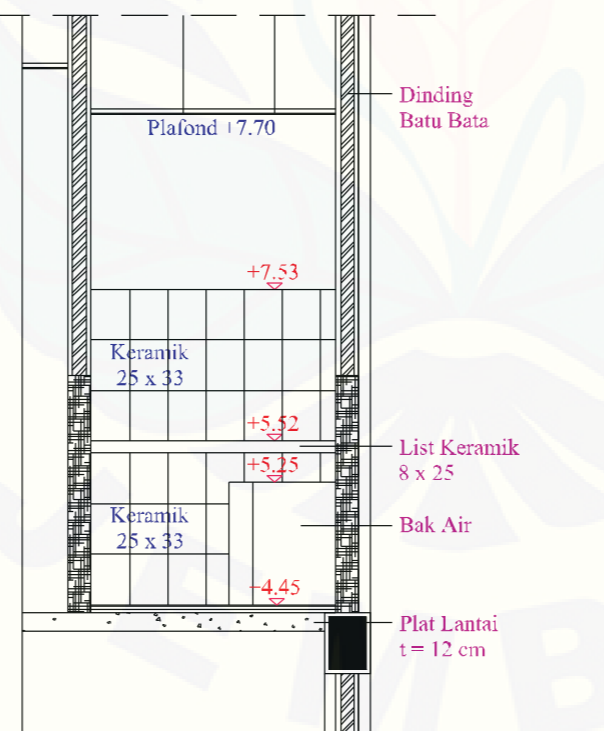 Dinding
Batu Bata
Plafond +7.70
+7.53
Keramik
25 x 33
+5.52
List Keramik
8 x 25
+5.25
Keramik
25 x 33
Bak Air
+4.45
Plat Lantai
t = 12 cm
JEMB